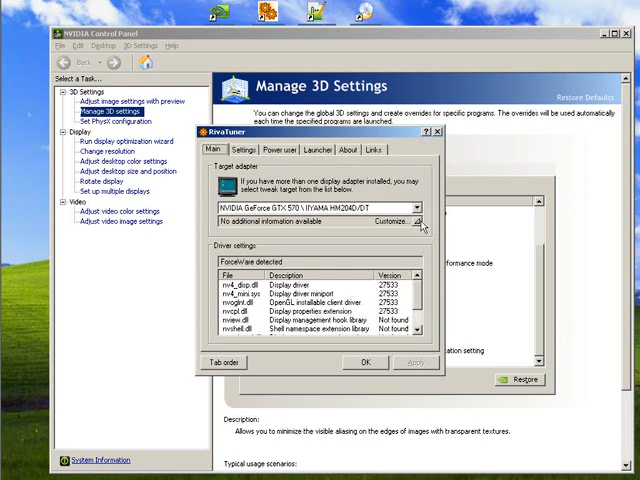 NVIDIA Control Panel
File Edit Desktop 3D Settings Help
Back
Select a Task...
3D Settings
Adjust image settings with preview
Manage 3D settings
Set PhysX configuration
Display
Run display optimization wizard
Change resolution
Adjust desktop color settings
Adjust desktop size and position
Rotate display
Set up multiple displays
Video
Adjust video color settings
Adjust video image settings
System Information
Manage 3D Settings
Restore Defaults
You can change the global 3D settings and create overrides for specific programs. The overrides will be used automatically
each time the specified programs are launched.
RivaTuner
Main Settings Power user Launcher About Links
Target adapter
If you have more than one display adapter installed, you may
select tweak target from the list below.
NVIDIA GeForce GTX 570 \ IIYAMA HM204D/DT
No additional information available Customize...
Driver settings
ForceWare detected
File Description Version
nv4_disp.dll Display driver 27533
nv4_mini.sys Display driver miniport 27533
nvoglnt.dll OpenGL installable client driver 27533
nvcpl.dll Display properties extension 27533
nview.dll Display management hook library Not found
nvshell.dll Shell namespace extension library Not found
Tab order OK Apply
rformance mode
cation setting
Restore
Description:
Allows you to minimize the visible aliasing on the edges of images with transparent textures.
Typical usage scenarios: